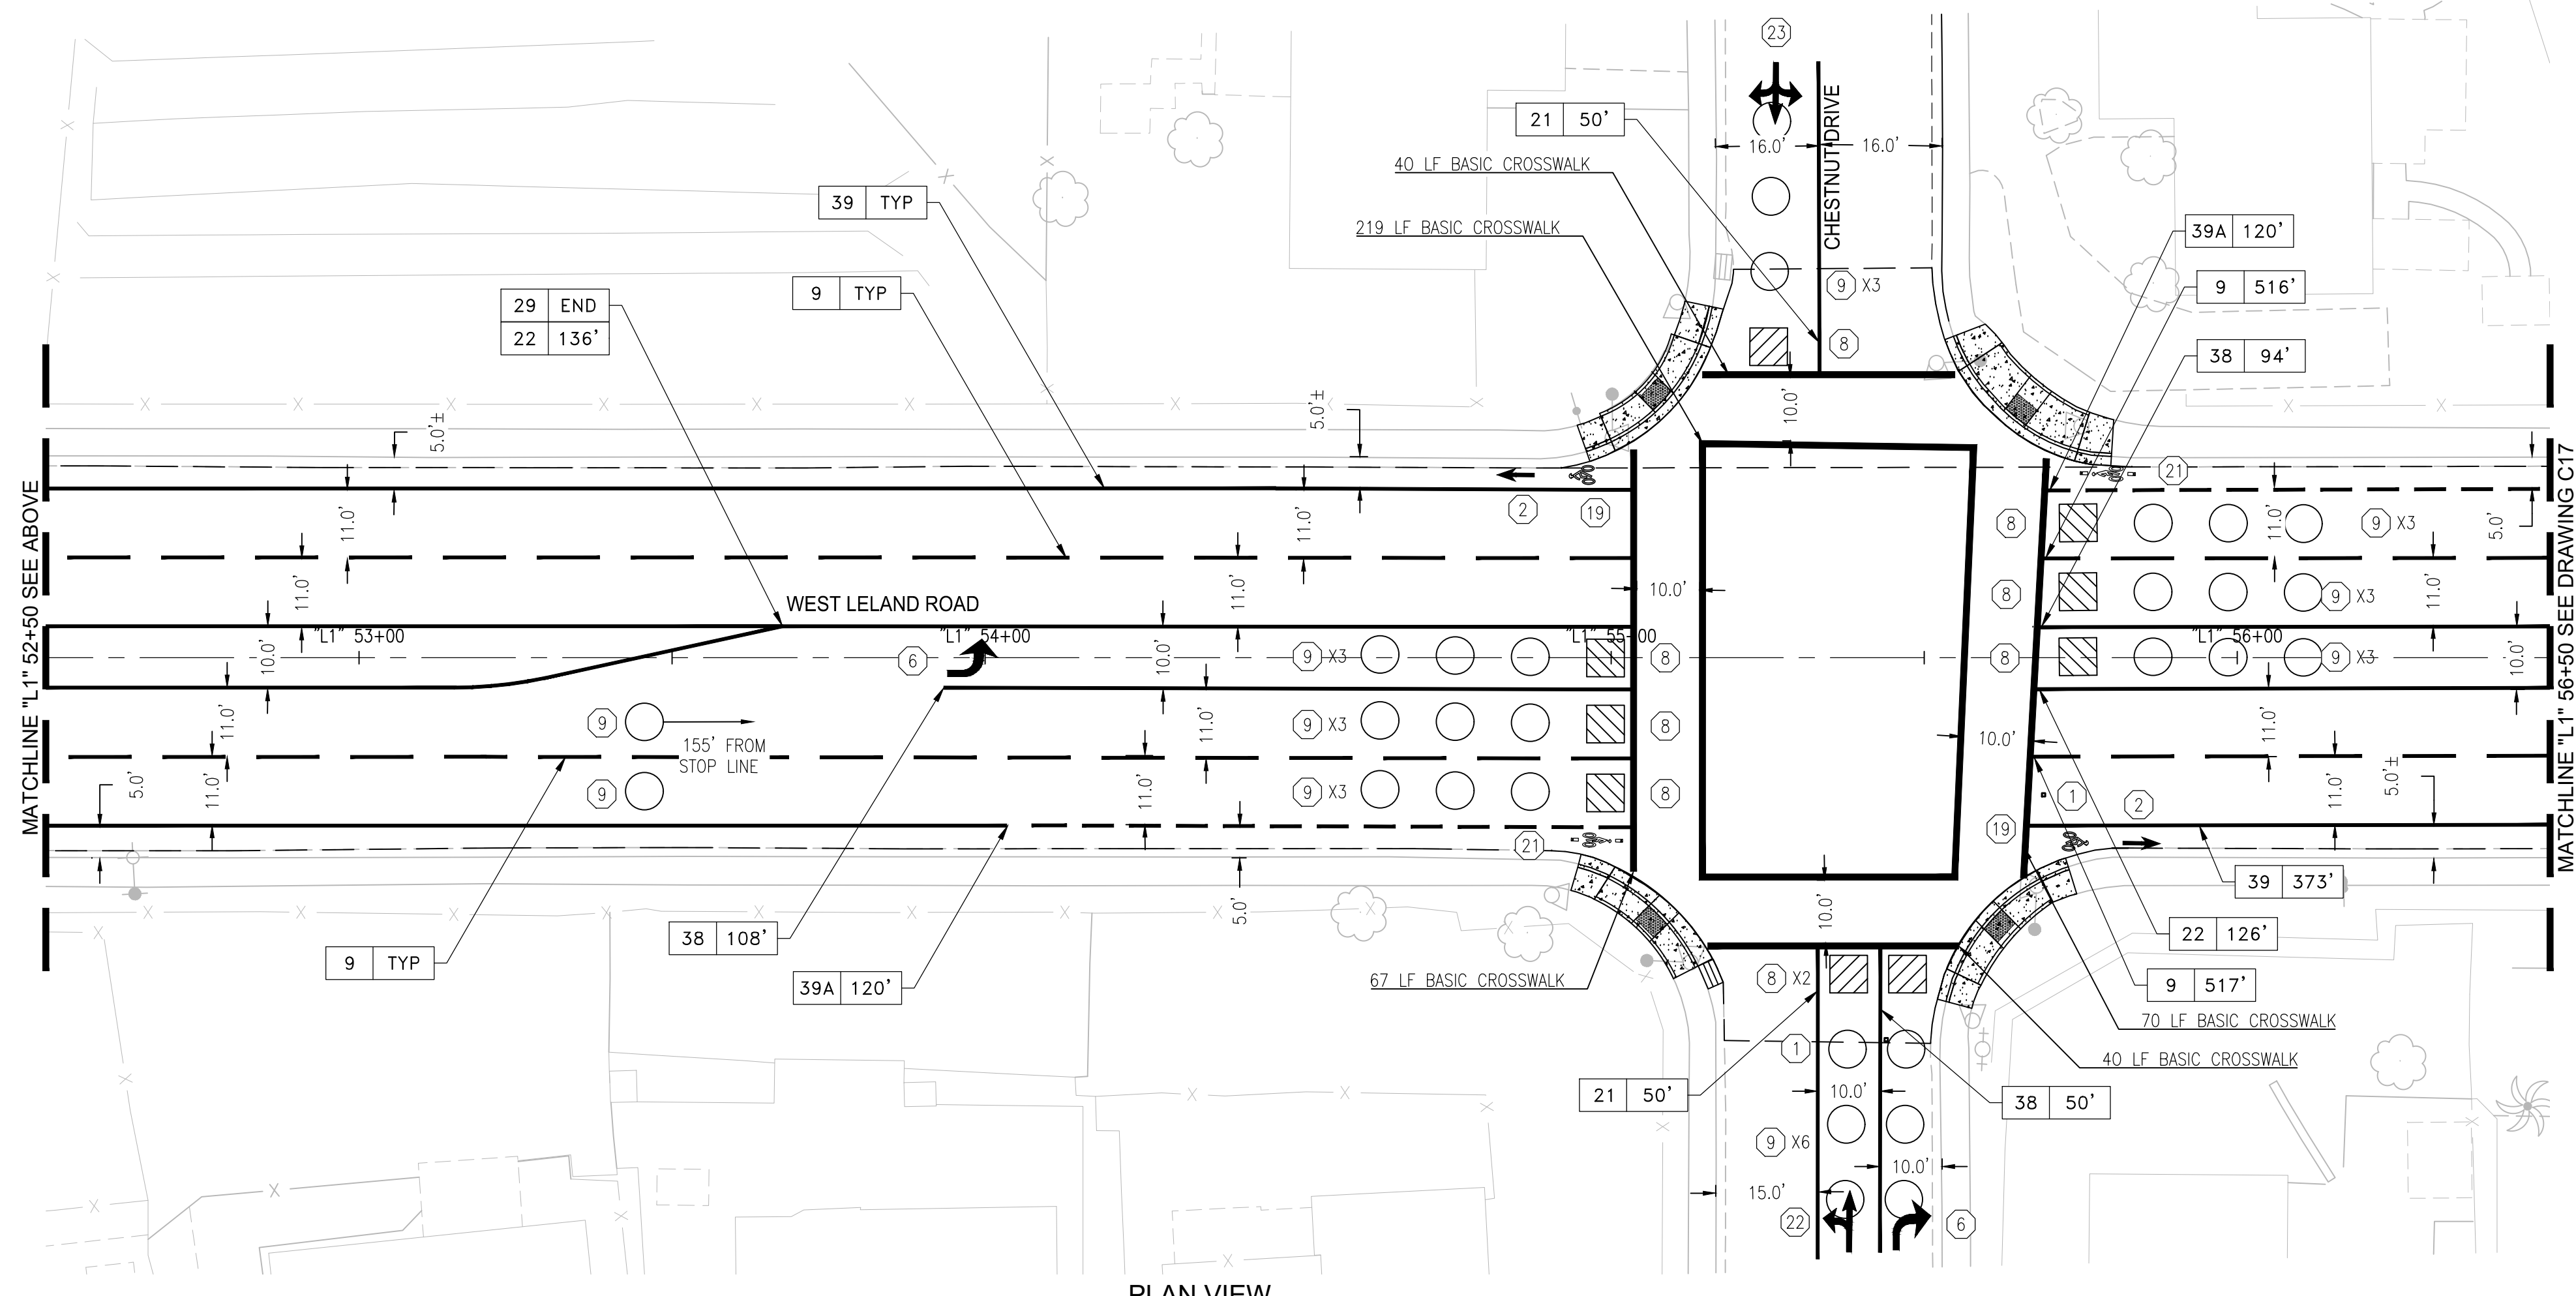 23
CHESTNUT DRIVE
21 50'
16.0' 16.0'
40 LF BASIC CROSSWALK
39 TYP
219 LF BASIC CROSSWALK
39A 120'
9 TYP
9 X3
9 516'
29 END
22 136'
8
38 94'
5.0'±
5.0'±
10.0'
MATCHLINE "L1" 52+50 SEE ABOVE
MATCHLINE "L1" 56+50 SEE DRAWING C17
21
2
19
11.0'
11.0'
8
11.0'
9 X3
5.0'
11.0'
11.0'
10.0'
8
9 X3
11.0'
WEST LELAND ROAD
"L1" 53+00
"L1" 54+00
"L1" 55+00
"L1" 56+00
10.0'
6
10.0'
9 X3
8
8
9 X3
10.0'
11.0'
9
155' FROM
STOP LINE
11.0'
9 X3
8
10.0'
11.0'
5.0'
11.0'
9
11.0'
9 X3
8
1
2
11.0'
5.0'±
21
19
39 373'
5.0'
10.0'
38 108'
22 126'
9 TYP
67 LF BASIC CROSSWALK
8 X2
9 517'
39A 120'
70 LF BASIC CROSSWALK
1
40 LF BASIC CROSSWALK
21 50'
10.0'
38 50'
9 X6
10.0'
15.0'
22
6
PLAN VIEW